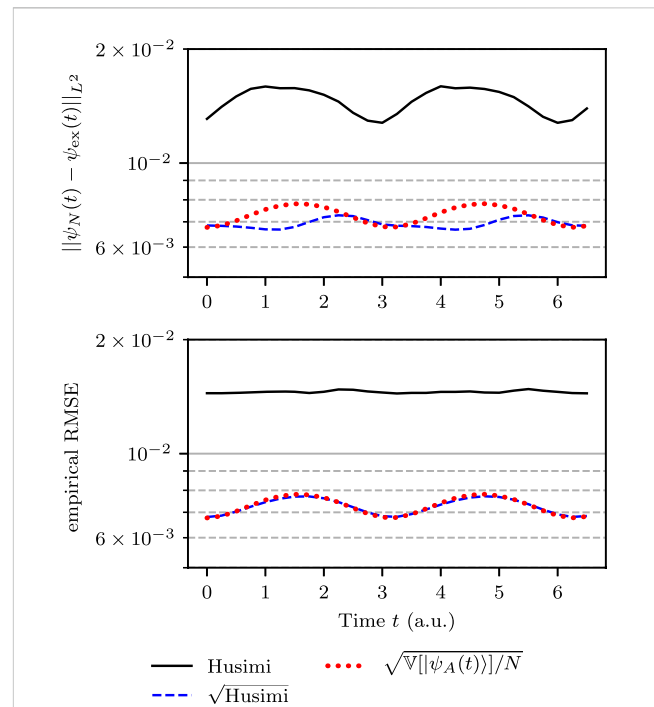 2 × 10⁻²
10⁻²
6 × 10⁻³
||ψ_N(t) − ψ_ex(t)||_{L²}
0 1 2 3 4 5 6
2 × 10⁻²
10⁻²
6 × 10⁻³
empirical RMSE
0 1 2 3 4 5 6
Time t (a.u.)
Husimi
√Husimi
√𝕍[|ψ_A(t)⟩]/N